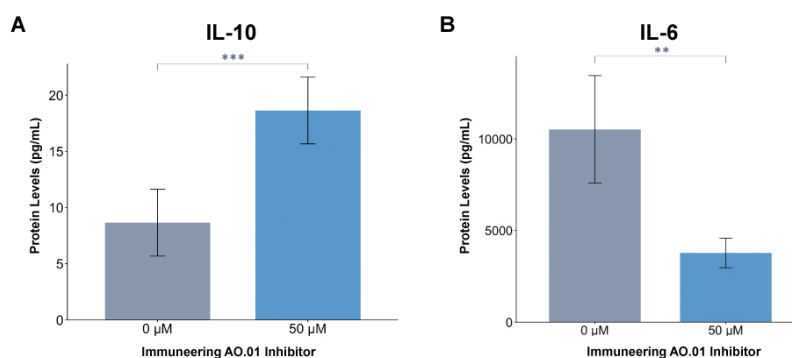 A
IL-10
***
Protein Levels (pg/mL)
20
15
10
5
0
0 µM
50 µM
Immuneering AO.01 Inhibitor
B
IL-6
**
Protein Levels (pg/mL)
10000
5000
0
0 µM
50 µM
Immuneering AO.01 Inhibitor